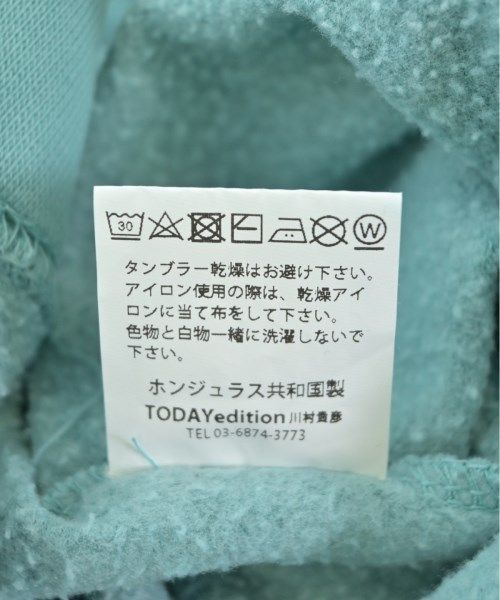 30 W
タンブラー乾燥はお避け下さい。
アイロン使用の際は、乾燥アイ
ロンに当て布をして下さい。
色物と白物一緒に洗濯しないで
下さい。
ホンジュラス共和国製
TODAYedition 川村貴彦
TEL 03-6874-3773